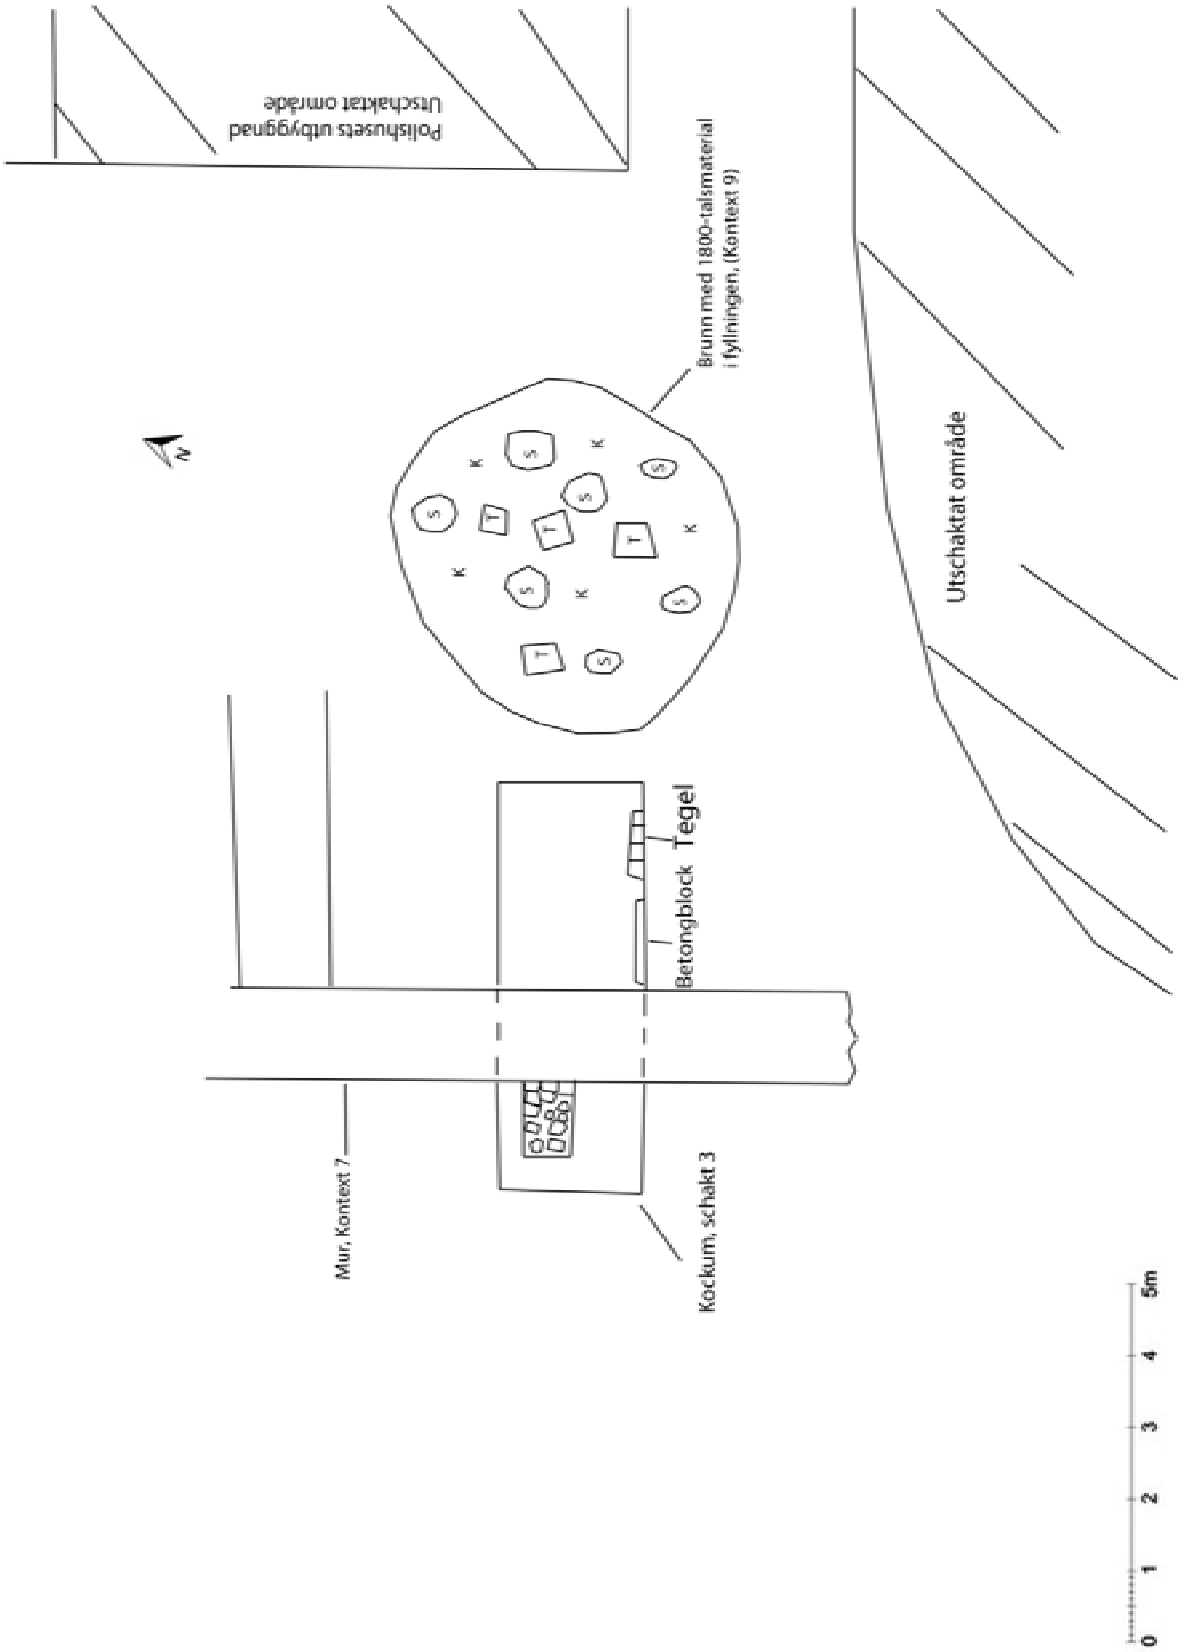 Polishusets utbyggnad
Utschaktat område
Brunn med 1800-talsmaterial
i fyllningen, (Kontext 9)
N
K
S
K
S
S
S
T
T
T
K
K
S
K
S
T
S
Utschaktat område
Tegel
Betongblock
Mur, Kontext 7
Kockum, schakt 3
0 1 2 3 4 5m